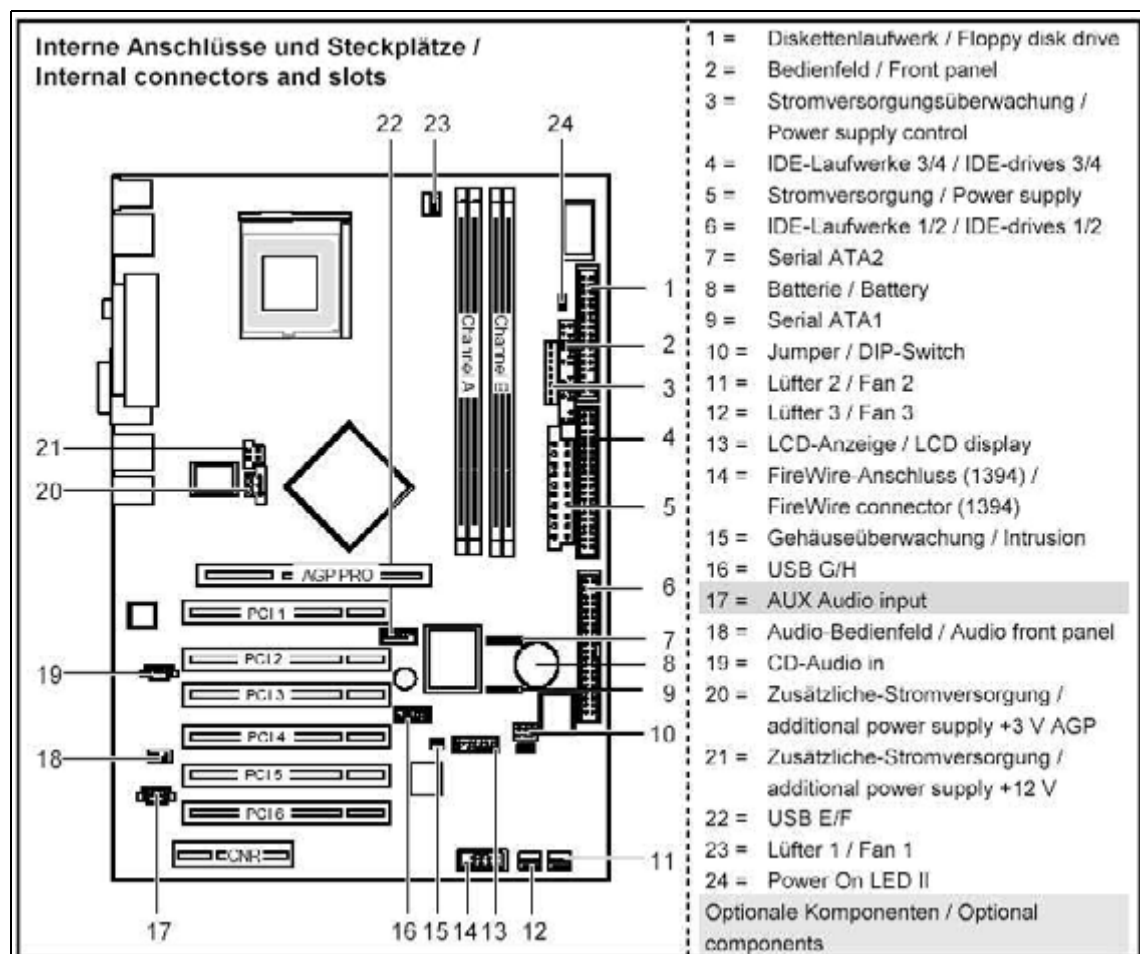 Interne Anschlüsse und Steckplätze /
Internal connectors and slots
22
23
24
1
2
3
4
5
6
7
8
9
10
11
12
13
14
15
16
17
18
19
20
21
Channel A
Channel B
AGP PRO
PCI 1
PCI 2
PCI 3
PCI 4
PCI 5
PCI 6
CNR
1 = Diskettenlaufwerk / Floppy disk drive
2 = Bedienfeld / Front panel
3 = Stromversorgungsüberwachung /
Power supply control
4 = IDE-Laufwerke 3/4 / IDE-drives 3/4
5 = Stromversorgung / Power supply
6 = IDE-Laufwerke 1/2 / IDE-drives 1/2
7 = Serial ATA2
8 = Batterie / Battery
9 = Serial ATA1
10 = Jumper / DIP-Switch
11 = Lüfter 2 / Fan 2
12 = Lüfter 3 / Fan 3
13 = LCD-Anzeige / LCD display
14 = FireWire-Anschluss (1394) /
FireWire connector (1394)
15 = Gehäuseüberwachung / Intrusion
16 = USB G/H
17 = AUX Audio input
18 = Audio-Bedienfeld / Audio front panel
19 = CD-Audio in
20 = Zusätzliche-Stromversorgung /
additional power supply +3 V AGP
21 = Zusätzliche-Stromversorgung /
additional power supply +12 V
22 = USB E/F
23 = Lüfter 1 / Fan 1
24 = Power On LED II
Optionale Komponenten / Optional
components